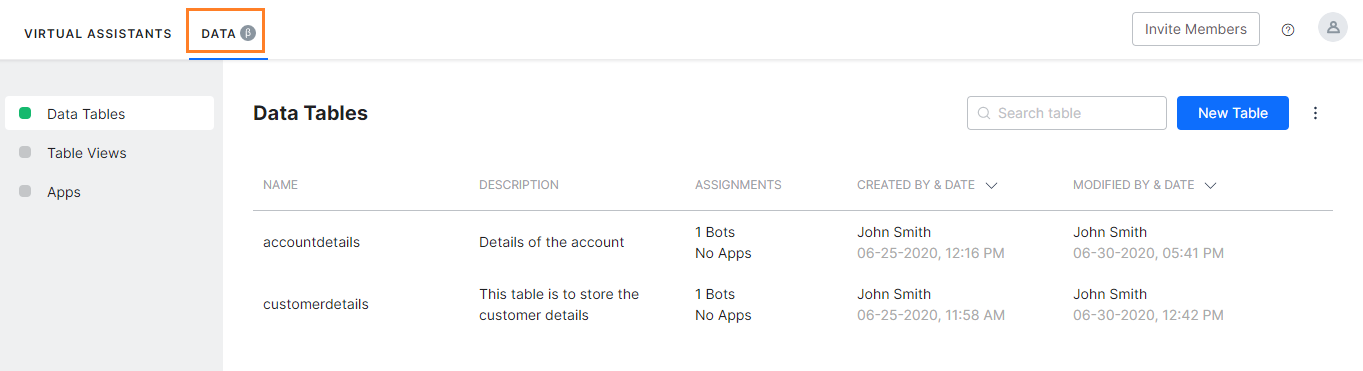 VIRTUAL ASSISTANTS DATA β Invite Members ?
Data Tables
Table Views
Apps
Data Tables Search table New Table
NAME DESCRIPTION ASSIGNMENTS CREATED BY & DATE MODIFIED BY & DATE
accountdetails Details of the account 1 Bots John Smith John Smith
No Apps 06-25-2020, 12:16 PM 06-30-2020, 05:41 PM
customerdetails This table is to store the 1 Bots John Smith John Smith
customer details No Apps 06-25-2020, 11:58 AM 06-30-2020, 12:42 PM